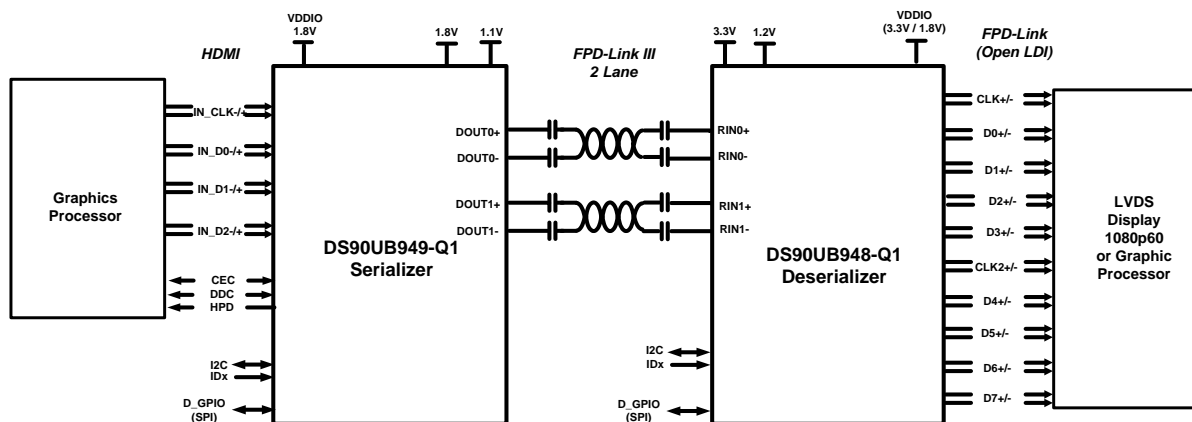 VDDIO
1.8V
1.8V
1.1V
3.3V
1.2V
VDDIO
(3.3V / 1.8V)
HDMI
FPD-Link III
2 Lane
FPD-Link
(Open LDI)
Graphics
Processor
IN_CLK-/+
IN_D0-/+
IN_D1-/+
IN_D2-/+
CEC
DDC
HPD
I2C
IDx
D_GPIO
(SPI)
DS90UB949-Q1
Serializer
DOUT0+
DOUT0-
DOUT1+
DOUT1-
RIN0+
RIN0-
RIN1+
RIN1-
DS90UB948-Q1
Deserializer
I2C
IDx
D_GPIO
(SPI)
CLK+/-
D0+/-
D1+/-
D2+/-
D3+/-
CLK2+/-
D4+/-
D5+/-
D6+/-
D7+/-
LVDS
Display
1080p60
or Graphic
Processor